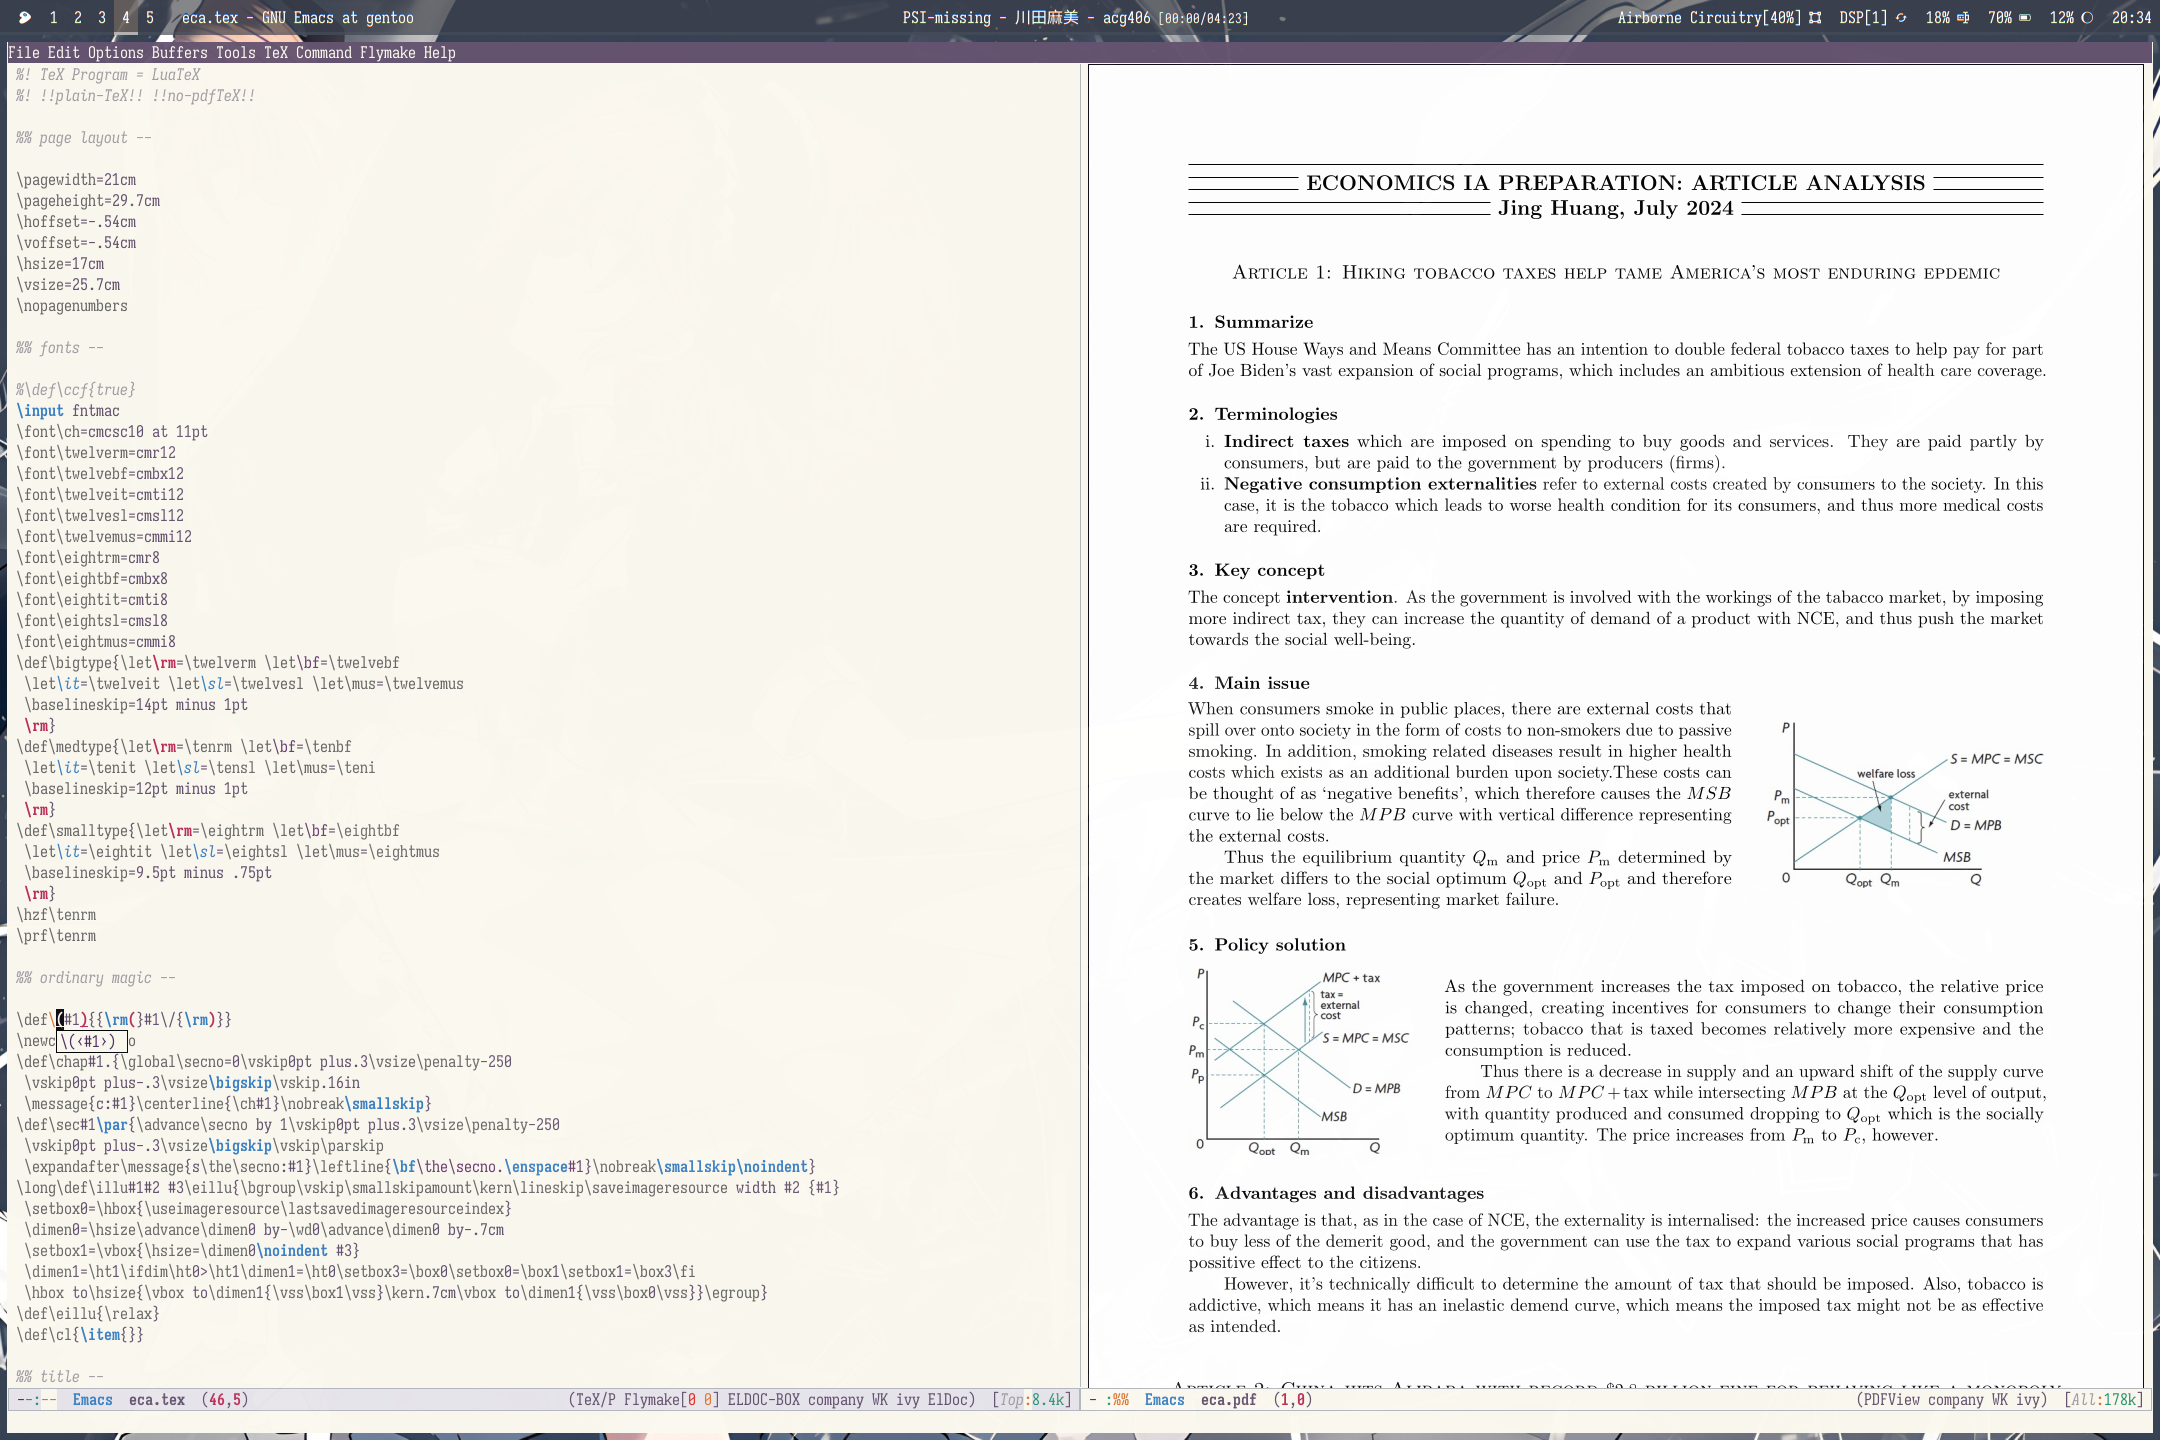 1 2 3 4 5 eca.tex - GNU Emacs at gentoo
PSI-missing - 川田麻美 - acg406 [00:00/04:23]
Airborne Circuitry[40%] DSP[1] 18% 70% 12% 20:34
File Edit Options Buffers Tools TeX Command Flymake Help
%! TeX Program = LuaTeX
%! !!plain-TeX!! !!no-pdfTeX!!
%% page layout --
\pagewidth=21cm
\pageheight=29.7cm
\hoffset=-.54cm
\voffset=-.54cm
\hsize=17cm
\vsize=25.7cm
\nopagenumbers
%% fonts --
%\def\ccf{true}
\input fntmac
\font\ch=cmcsc10 at 11pt
\font\twelverm=cmr12
\font\twelvebf=cmbx12
\font\twelveit=cmti12
\font\twelvesl=cmsl12
\font\twelvemus=cmmi12
\font\eightrm=cmr8
\font\eightbf=cmbx8
\font\eightit=cmti8
\font\eightsl=cmsl8
\font\eightmus=cmmi8
\def\bigtype{\let\rm=\twelverm \let\bf=\twelvebf
\let\it=\twelveit \let\sl=\twelvesl \let\mus=\twelvemus
\baselineskip=14pt minus 1pt
\rm}
\def\medtype{\let\rm=\tenrm \let\bf=\tenbf
\let\it=\tenit \let\sl=\tensl \let\mus=\teni
\baselineskip=12pt minus 1pt
\rm}
\def\smalltype{\let\rm=\eightrm \let\bf=\eightbf
\let\it=\eightit \let\sl=\eightsl \let\mus=\eightmus
\baselineskip=9.5pt minus .75pt
\rm}
\hzf\tenrm
\prf\tenrm
%% ordinary magic --
\def\(#1){{\rm(}#1\/{\rm)}}
\newc \(‹#1›) o
\def\chap#1.{\global\secno=0\vskip0pt plus.3\vsize\penalty-250
\vskip0pt plus-.3\vsize\bigskip\vskip.16in
\message{c:#1}\centerline{\ch#1}\nobreak\smallskip}
\def\sec#1\par{\advance\secno by 1\vskip0pt plus.3\vsize\penalty-250
\vskip0pt plus-.3\vsize\bigskip\vskip\parskip
\expandafter\message{s\the\secno:#1}\leftline{\bf\the\secno.\enspace#1}\nobreak\smallskip\noindent}
\long\def\illu#1#2 #3\eillu{\bgroup\vskip\smallskipamount\kern\lineskip\saveimageresource width #2 {#1}
\setbox0=\hbox{\useimageresource\lastsavedimageresourceindex}
\dimen0=\hsize\advance\dimen0 by-\wd0\advance\dimen0 by-.7cm
\setbox1=\vbox{\hsize=\dimen0\noindent #3}
\dimen1=\ht1\ifdim\ht0>\ht1\dimen1=\ht0\setbox3=\box0\setbox0=\box1\setbox1=\box3\fi
\hbox to\hsize{\vbox to\dimen1{\vss\box1\vss}\kern.7cm\vbox to\dimen1{\vss\box0\vss}}\egroup}
\def\eillu{\relax}
\def\cl{\item{}}
%% title --
--:-- Emacs eca.tex (46,5) (TeX/P Flymake[0 0] ELDOC-BOX company WK ivy ElDoc) [Top:8.4k]
ECONOMICS IA PREPARATION: ARTICLE ANALYSIS
Jing Huang, July 2024
Article 1: Hiking tobacco taxes help tame America's most enduring epdemic
1. Summarize
The US House Ways and Means Committee has an intention to double federal tobacco taxes to help pay for part
of Joe Biden's vast expansion of social programs, which includes an ambitious extension of health care coverage.
2. Terminologies
i. Indirect taxes which are imposed on spending to buy goods and services. They are paid partly by
consumers, but are paid to the government by producers (firms).
ii. Negative consumption externalities refer to external costs created by consumers to the society. In this
case, it is the tobacco which leads to worse health condition for its consumers, and thus more medical costs
are required.
3. Key concept
The concept intervention. As the government is involved with the workings of the tabacco market, by imposing
more indirect tax, they can increase the quantity of demand of a product with NCE, and thus push the market
towards the social well-being.
4. Main issue
When consumers smoke in public places, there are external costs that
spill over onto society in the form of costs to non-smokers due to passive
smoking. In addition, smoking related diseases result in higher health
costs which exists as an additional burden upon society.These costs can
be thought of as ‘negative benefits’, which therefore causes the MSB
curve to lie below the MPB curve with vertical difference representing
the external costs.
Thus the equilibrium quantity Qm and price Pm determined by
the market differs to the social optimum Qopt and Popt and therefore
creates welfare loss, representing market failure.
P
S = MPC = MSC
welfare loss
Pm
external
cost
Popt
D = MPB
MSB
0 Qopt Qm Q
5. Policy solution
P
MPC + tax
tax =
external
cost
Pc
S = MPC = MSC
Pm
Pp
D = MPB
MSB
0 Qopt Qm Q
As the government increases the tax imposed on tobacco, the relative price
is changed, creating incentives for consumers to change their consumption
patterns; tobacco that is taxed becomes relatively more expensive and the
consumption is reduced.
Thus there is a decrease in supply and an upward shift of the supply curve
from MPC to MPC + tax while intersecting MPB at the Qopt level of output,
with quantity produced and consumed dropping to Qopt which is the socially
optimum quantity. The price increases from Pm to Pc, however.
6. Advantages and disadvantages
The advantage is that, as in the case of NCE, the externality is internalised: the increased price causes consumers
to buy less of the demerit good, and the government can use the tax to expand various social programs that has
possitive effect to the citizens.
However, it's technically difficult to determine the amount of tax that should be imposed. Also, tobacco is
addictive, which means it has an inelastic demend curve, which means the imposed tax might not be as effective
as intended.
Article 2: China hits Alibaba with record $2.8 billion fine for behaving like a monopoly
- :%% Emacs eca.pdf (1,0) (PDFView company WK ivy) [All:178k]